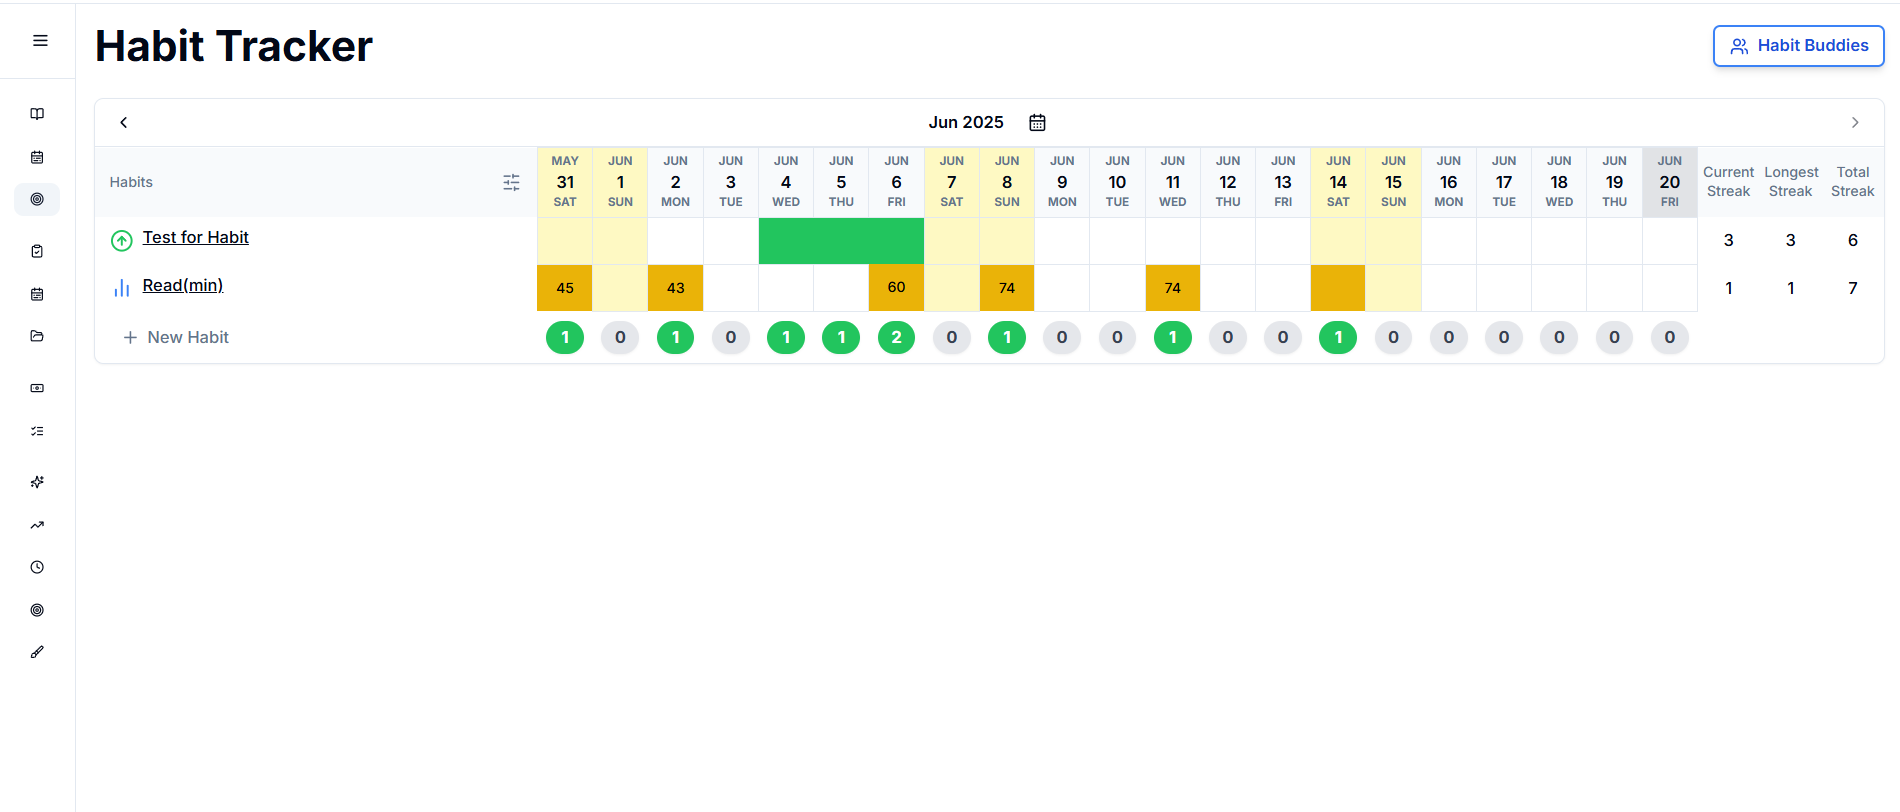 Habit Tracker
Habit Buddies
Jun 2025
Habits
MAY JUN JUN JUN JUN JUN JUN JUN JUN JUN JUN JUN JUN JUN JUN JUN JUN JUN JUN JUN JUN
31 1 2 3 4 5 6 7 8 9 10 11 12 13 14 15 16 17 18 19 20
SAT SUN MON TUE WED THU FRI SAT SUN MON TUE WED THU FRI SAT SUN MON TUE WED THU FRI
Current Longest Total
Streak Streak Streak
Test for Habit 3 3 6
Read(min) 45 43 60 74 74 1 1 7
New Habit 1 0 1 0 1 1 2 0 1 0 0 1 0 0 1 0 0 0 0 0 0